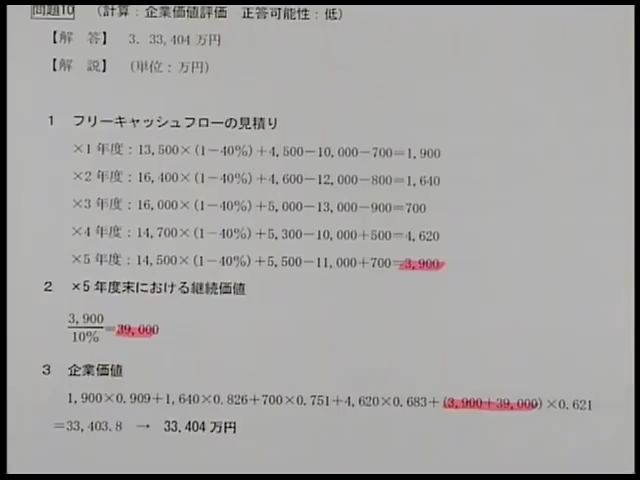 問題10 (計算：企業価値評価 正答可能性：低)
【解 答】 3. 33,404 万円
【解 説】 (単位：万円)
1 フリーキャッシュフローの見積り
×1 年度：13,500×(1－40%)＋4,500－10,000－700＝1,900
×2 年度：16,400×(1－40%)＋4,600－12,000－800＝1,640
×3 年度：16,000×(1－40%)＋5,000－13,000－900＝700
×4 年度：14,700×(1－40%)＋5,300－10,000＋500＝4,620
×5 年度：14,500×(1－40%)＋5,500－11,000＋700＝3,900
2 ×5 年度末における継続価値
3,900
10%
＝39,000
3 企業価値
1,900×0.909＋1,640×0.826＋700×0.751＋4,620×0.683＋(3,900＋39,000)×0.621
＝33,403.8 → 33,404 万円